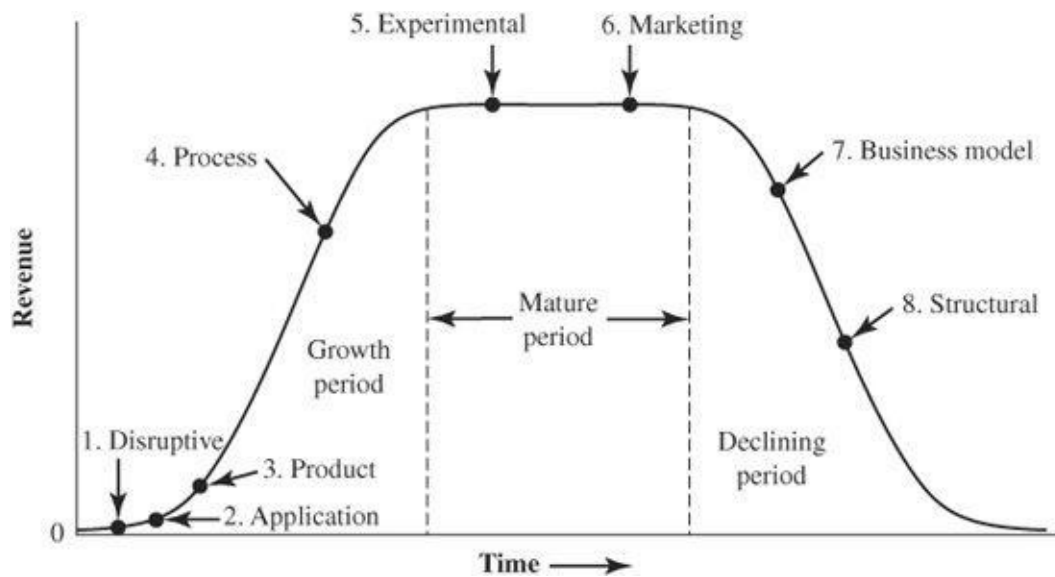 5. Experimental
6. Marketing
4. Process
7. Business model
Revenue
Mature
period
8. Structural
Growth
period
1. Disruptive
Declining
period
3. Product
2. Application
0
Time